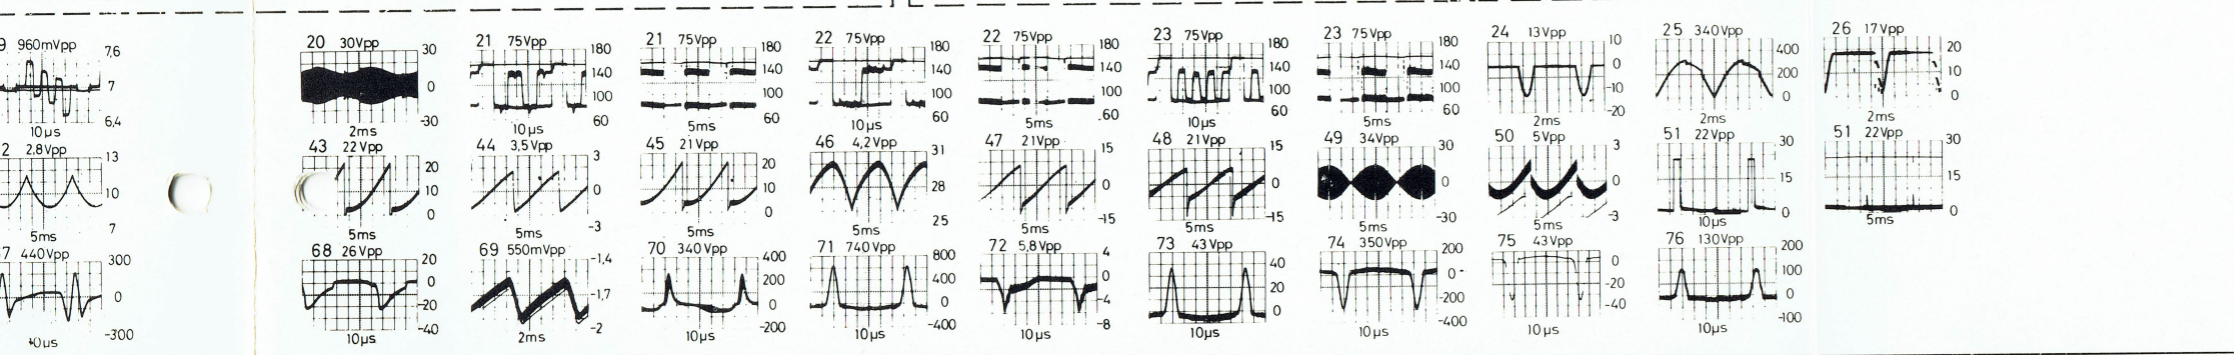 9 960mVpp
7,6
7
6,4
10µs
20 30Vpp
30
0
-30
2ms
21 75Vpp
180
140
100
60
10µs
21 75Vpp
180
140
100
60
5ms
22 75Vpp
180
140
100
60
10µs
22 75Vpp
180
140
100
60
5ms
23 75Vpp
180
140
100
60
10µs
23 75Vpp
180
140
100
60
5ms
24 13Vpp
10
0
-10
-20
2ms
25 340Vpp
400
200
0
2ms
26 17Vpp
20
10
0
2ms
2 2,8Vpp
13
10
7
5ms
43 22Vpp
20
10
0
5ms
44 3,5Vpp
3
0
-3
5ms
45 21Vpp
20
10
0
5ms
46 4,2Vpp
31
28
25
5ms
47 21Vpp
15
0
-15
5ms
48 21Vpp
15
0
-15
5ms
49 34Vpp
30
0
-30
5ms
50 5Vpp
3
0
-3
5ms
51 22Vpp
30
15
0
10µs
51 22Vpp
30
15
0
5ms
7 440Vpp
300
0
-300
10µs
68 26Vpp
20
0
-20
-40
10µs
69 550mVpp
-1,4
-1,7
-2
2ms
70 340Vpp
400
200
0
-200
10µs
71 740Vpp
800
400
0
-400
10µs
72 5,8Vpp
4
0
-4
-8
10µs
73 43Vpp
40
20
0
10µs
74 350Vpp
200
0
-200
-400
10µs
75 43Vpp
0
-20
-40
10µs
76 130Vpp
200
100
0
-100
10µs